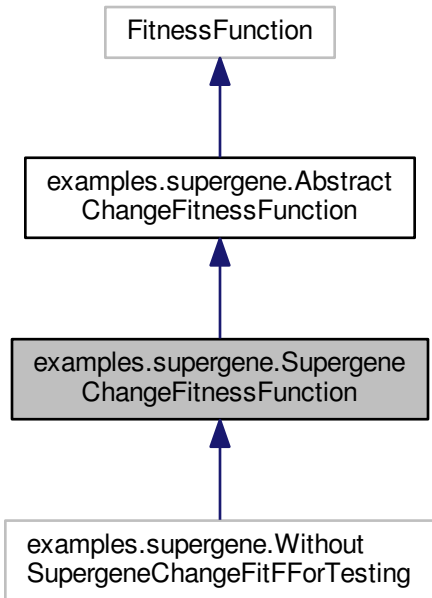 FitnessFunction
examples.supergene.Abstract
ChangeFitnessFunction
examples.supergene.Supergene
ChangeFitnessFunction
examples.supergene.Without
SupergeneChangeFitFForTesting